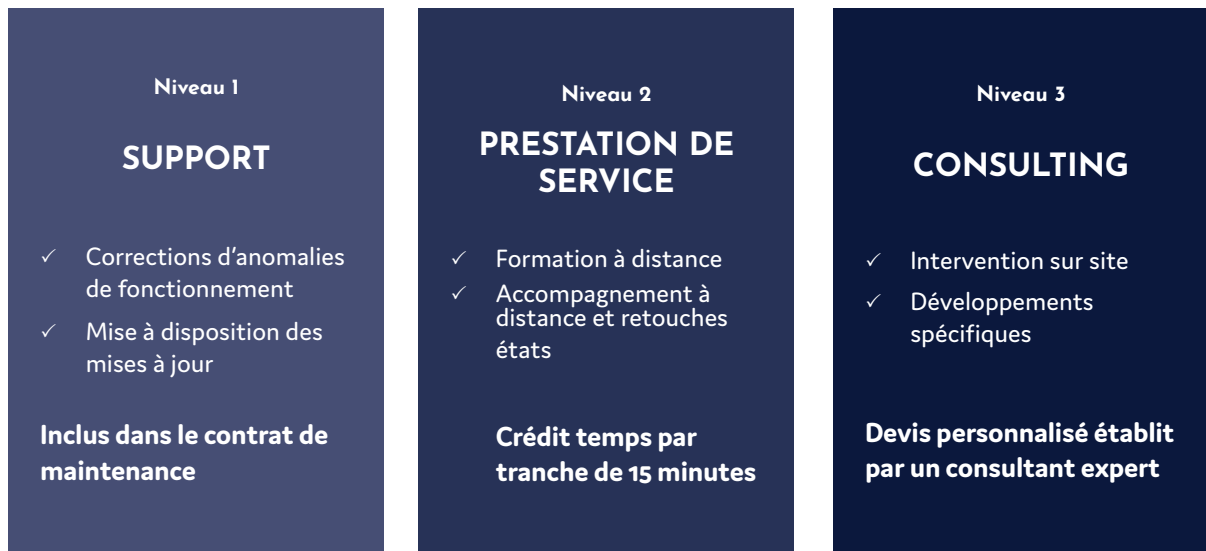 Niveau 1
SUPPORT
✓ Corrections d'anomalies
de fonctionnement
✓ Mise à disposition des
mises à jour
Inclus dans le contrat de
maintenance
Niveau 2
PRESTATION DE
SERVICE
✓ Formation à distance
✓ Accompagnement à
distance et retouches
états
Crédit temps par
tranche de 15 minutes
Niveau 3
CONSULTING
✓ Intervention sur site
✓ Développements
spécifiques
Devis personnalisé établit
par un consultant expert